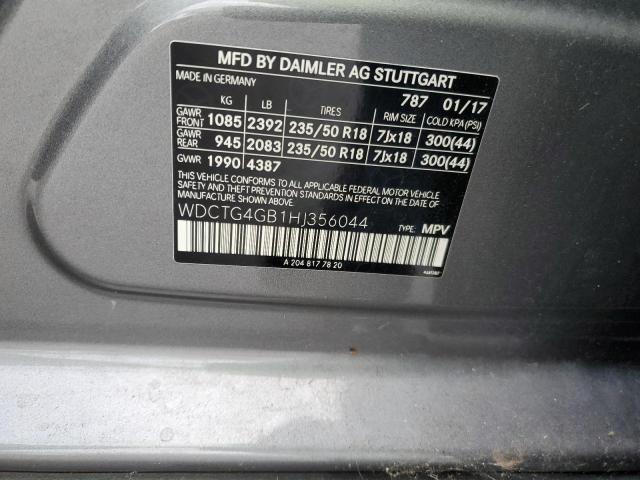 MFD BY DAIMLER AG STUTTGART
MADE IN GERMANY 787 01/17
KG LB TIRES RIM SIZE COLD KPA(PSI)
GAWR FRONT 1085 2392 235/50 R18 7Jx18 300(44)
GAWR REAR 945 2083 235/50 R18 7Jx18 300(44)
GVWR 1990 4387
THIS VEHICLE CONFORMS TO ALL APPLICABLE FEDERAL MOTOR VEHICLE
SAFETY STANDARDS IN EFFECT ON THE DATE OF MANUFACTURE
SHOWN ABOVE.
WDCTG4GB1HJ356044 TYPE: MPV
A 204 817 78 20